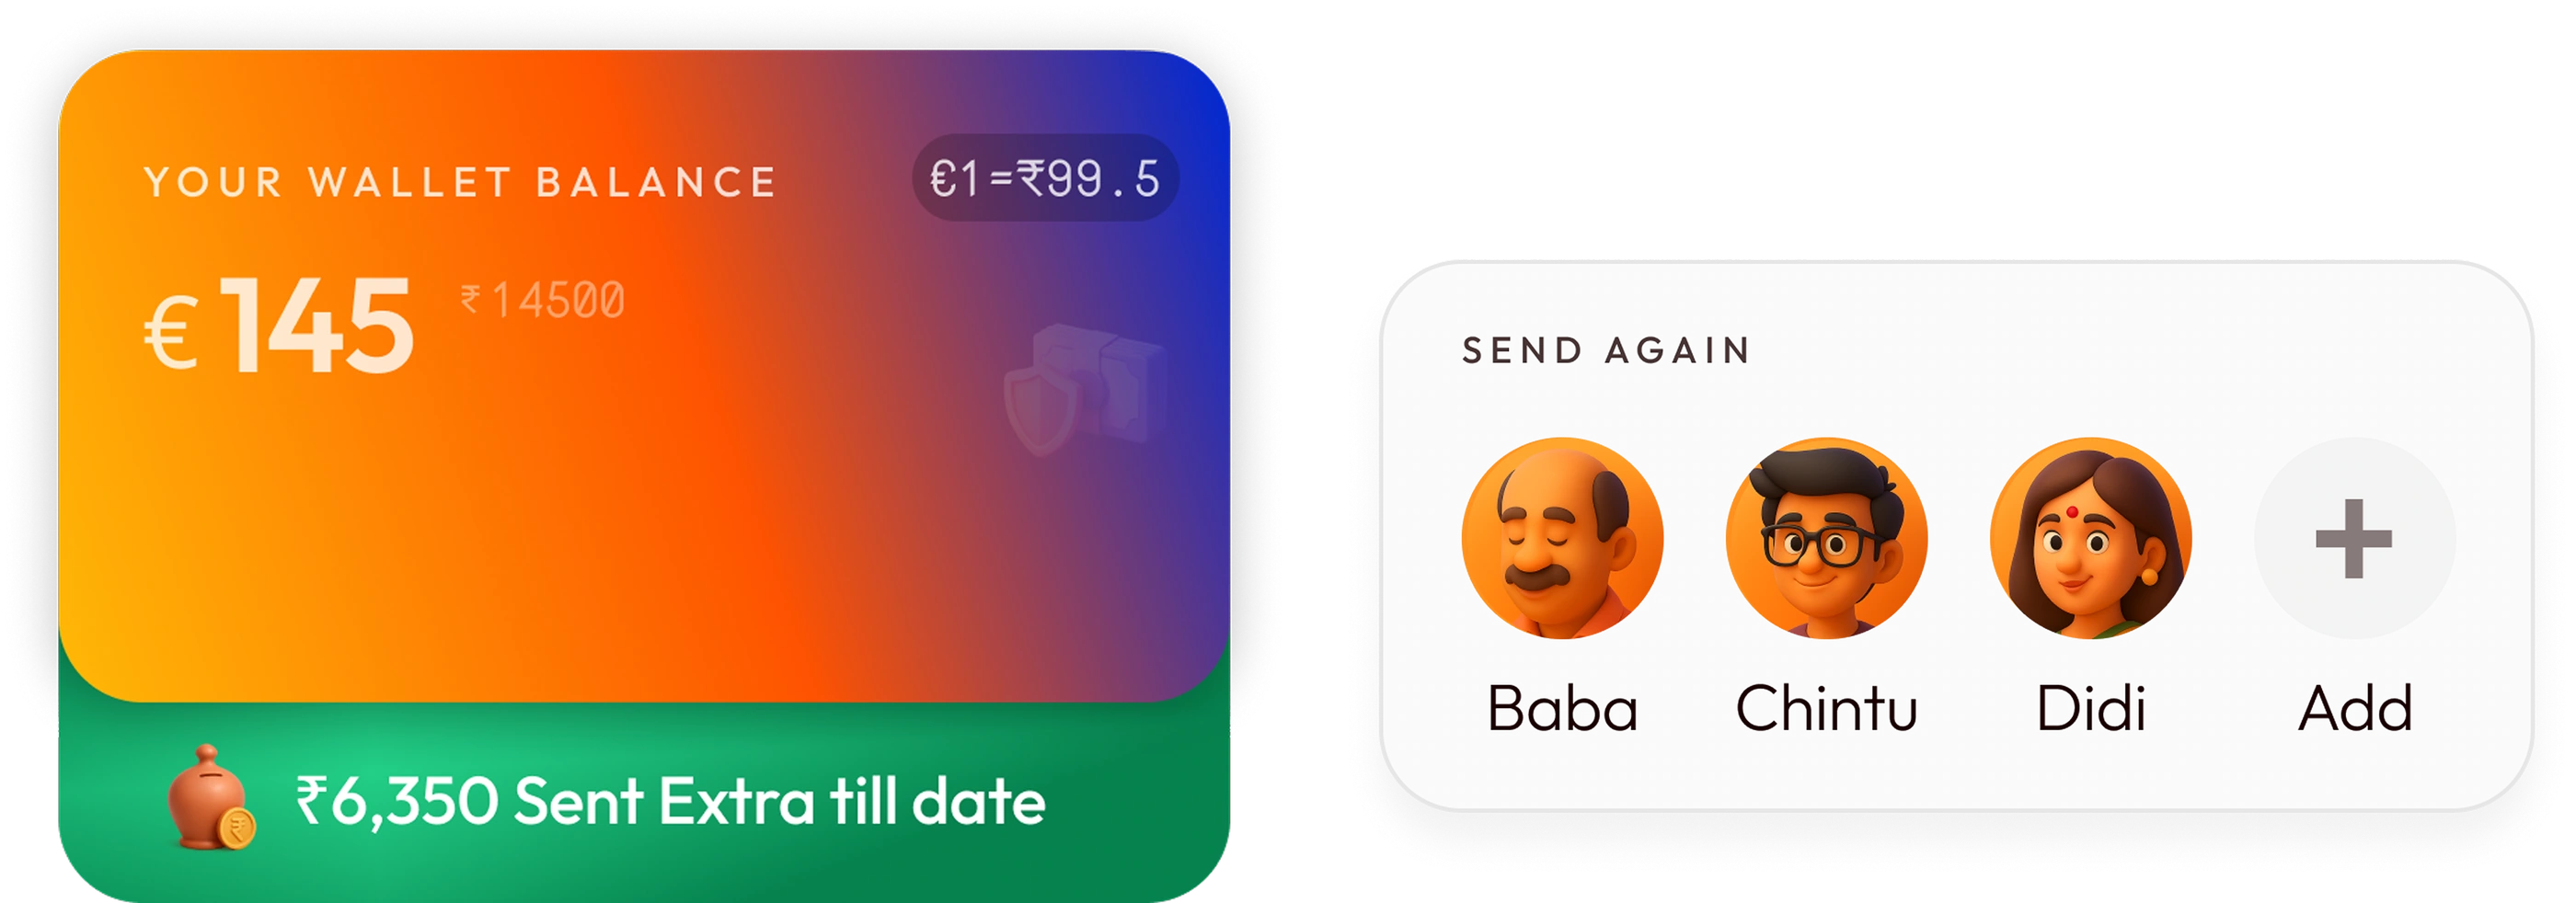 YOUR WALLET BALANCE
€1=₹99.5
€ 145 ₹14500
₹6,350 Sent Extra till date
SEND AGAIN
Baba Chintu Didi Add